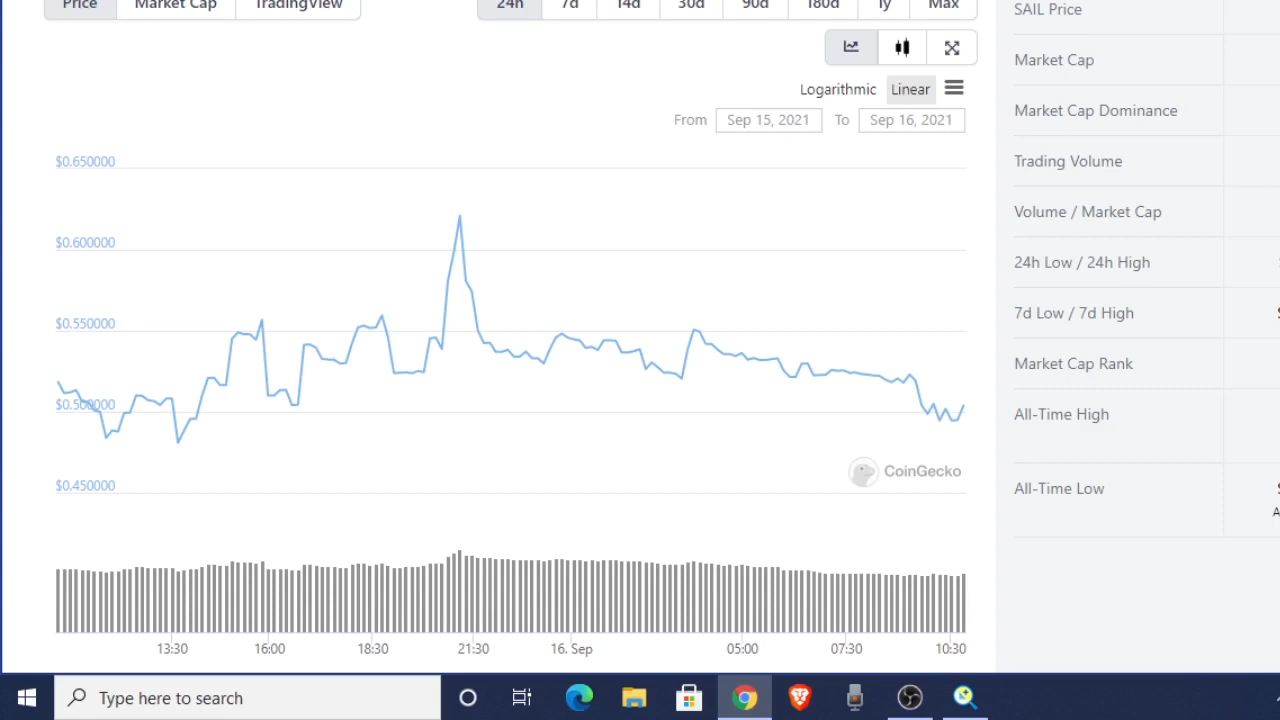 Price Market Cap TradingView 24h 7d 14d 30d 90d 180d 1y Max
SAIL Price
Market Cap
Logarithmic Linear
Market Cap Dominance
From Sep 15, 2021 To Sep 16, 2021
Trading Volume
Volume / Market Cap
24h Low / 24h High
7d Low / 7d High
Market Cap Rank
All-Time High
All-Time Low
$0.650000
$0.600000
$0.550000
$0.500000
$0.450000
CoinGecko
13:30 16:00 18:30 21:30 16. Sep 05:00 07:30 10:30
Type here to search